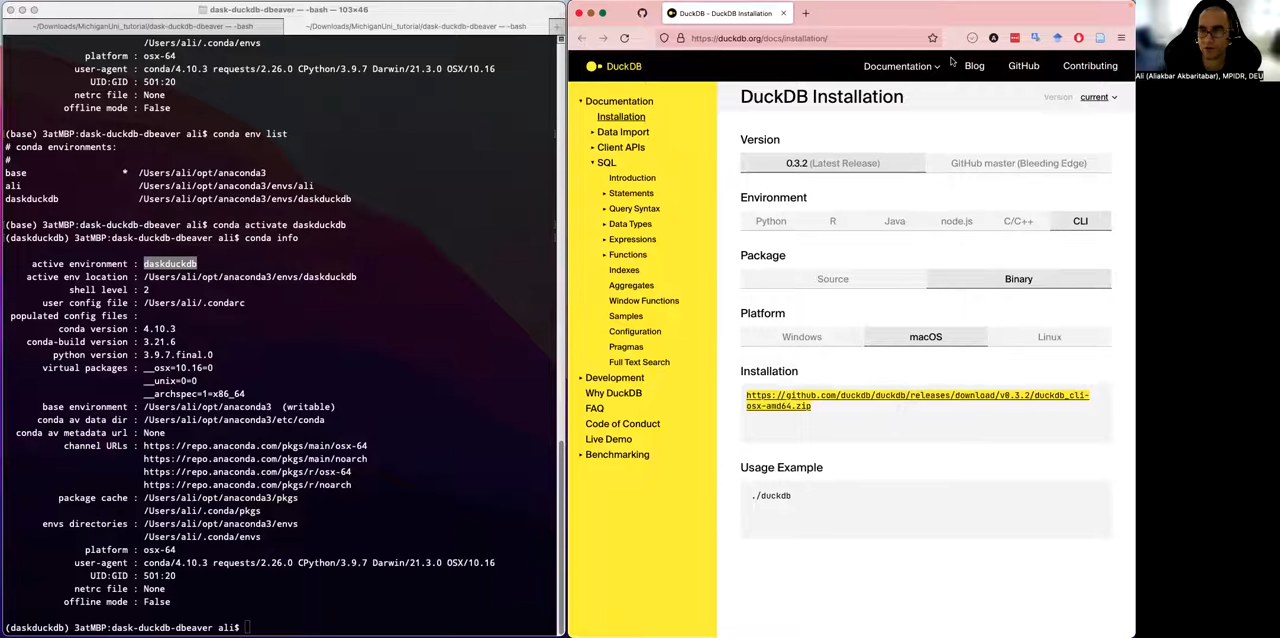 dask-duckdb-dbeaver — -bash — 103×46
~/Downloads/MichiganUni_tutorial/dask-duckdb-dbeaver — -bash
~/Downloads/MichiganUni_tutorial/dask-duckdb-dbeaver — -bash
/Users/ali/.conda/envs
platform : osx-64
user-agent : conda/4.10.3 requests/2.26.0 CPython/3.9.7 Darwin/21.3.0 OSX/10.16
UID:GID : 501:20
netrc file : None
offline mode : False
(base) 3atMBP:dask-duckdb-dbeaver ali$ conda env list
# conda environments:
#
base * /Users/ali/opt/anaconda3
ali /Users/ali/opt/anaconda3/envs/ali
daskduckdb /Users/ali/opt/anaconda3/envs/daskduckdb
(base) 3atMBP:dask-duckdb-dbeaver ali$ conda activate daskduckdb
(daskduckdb) 3atMBP:dask-duckdb-dbeaver ali$ conda info
active environment : daskduckdb
active env location : /Users/ali/opt/anaconda3/envs/daskduckdb
shell level : 2
user config file : /Users/ali/.condarc
populated config files :
conda version : 4.10.3
conda-build version : 3.21.6
python version : 3.9.7.final.0
virtual packages : __osx=10.16=0
__unix=0=0
__archspec=1=x86_64
base environment : /Users/ali/opt/anaconda3 (writable)
conda av data dir : /Users/ali/opt/anaconda3/etc/conda
conda av metadata url : None
channel URLs : https://repo.anaconda.com/pkgs/main/osx-64
https://repo.anaconda.com/pkgs/main/noarch
https://repo.anaconda.com/pkgs/r/osx-64
https://repo.anaconda.com/pkgs/r/noarch
package cache : /Users/ali/opt/anaconda3/pkgs
/Users/ali/.conda/pkgs
envs directories : /Users/ali/opt/anaconda3/envs
/Users/ali/.conda/envs
platform : osx-64
user-agent : conda/4.10.3 requests/2.26.0 CPython/3.9.7 Darwin/21.3.0 OSX/10.16
UID:GID : 501:20
netrc file : None
offline mode : False
(daskduckdb) 3atMBP:dask-duckdb-dbeaver ali$
DuckDB - DuckDB Installation
https://duckdb.org/docs/installation/
DuckDB
Documentation
Blog
GitHub
Contributing
Documentation
Installation
Data Import
Client APIs
SQL
Introduction
Statements
Query Syntax
Data Types
Expressions
Functions
Indexes
Aggregates
Window Functions
Samples
Configuration
Pragmas
Full Text Search
Development
Why DuckDB
FAQ
Code of Conduct
Live Demo
Benchmarking
DuckDB Installation
Version current
Version
0.3.2 (Latest Release) GitHub master (Bleeding Edge)
Environment
Python R Java node.js C/C++ CLI
Package
Source Binary
Platform
Windows macOS Linux
Installation
https://github.com/duckdb/duckdb/releases/download/v0.3.2/duckdb_cli-
osx-amd64.zip
Usage Example
./duckdb
Ali (Aliakbar Akbaritabar), MPIDR, DEU